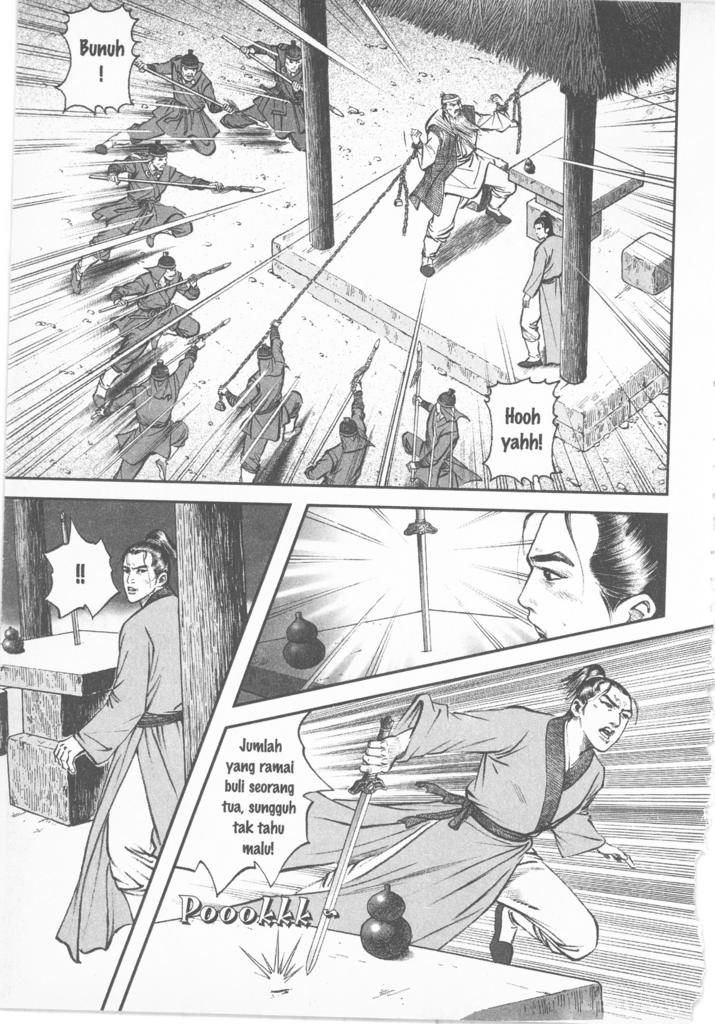 Bunuh
!
Hooh
yahh!
!!
Jumlah
yang ramai
buli seorang
tua, sungguh
tak tahu
malu!
Poookkk -